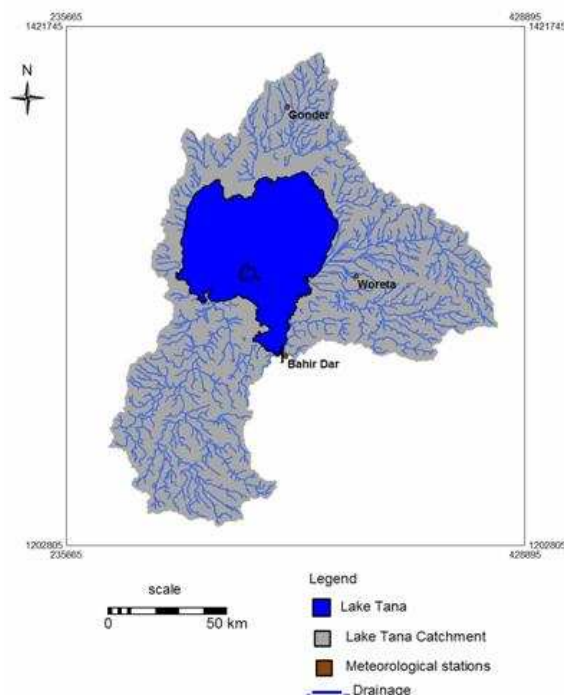 235665 428895
1421745 1421745
N
Gonder
Woreta
Bahir Dar
1202805 1202805
235665 428895
scale
0 50 km
Legend
Lake Tana
Lake Tana Catchment
Meteorological stations
Drainage